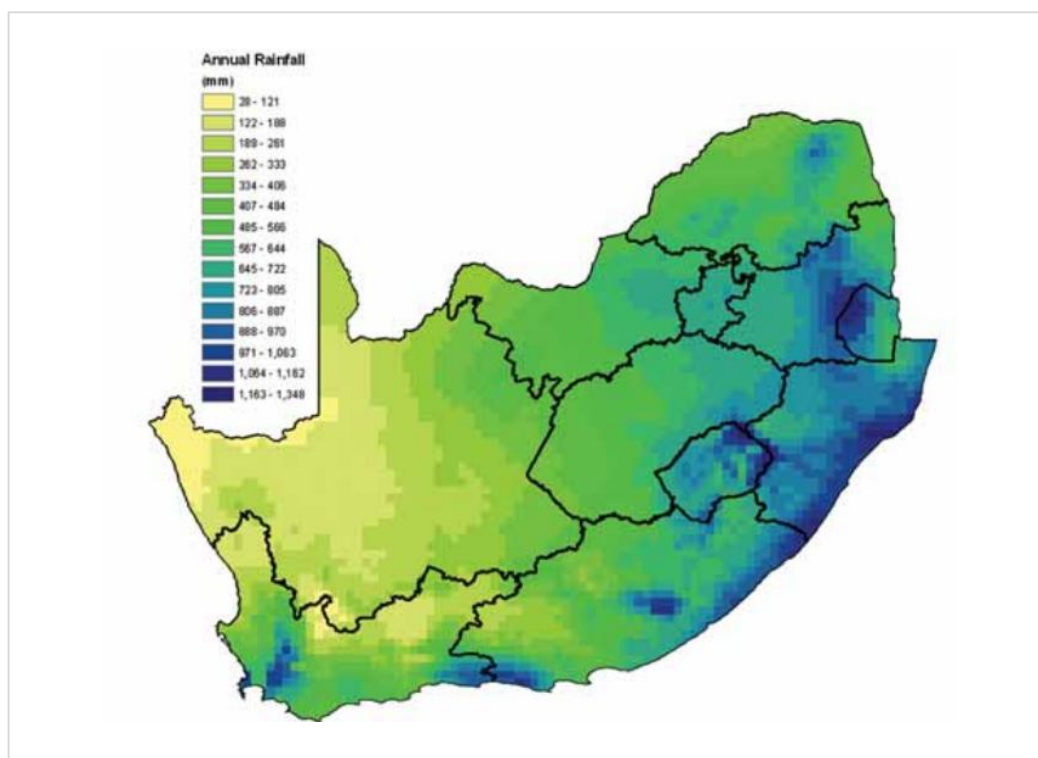 Annual Rainfall
(mm)
28 - 121
122 - 188
189 - 261
262 - 333
334 - 406
407 - 484
485 - 566
567 - 644
645 - 722
723 - 805
806 - 887
888 - 970
971 - 1,063
1,064 - 1,162
1,163 - 1,348